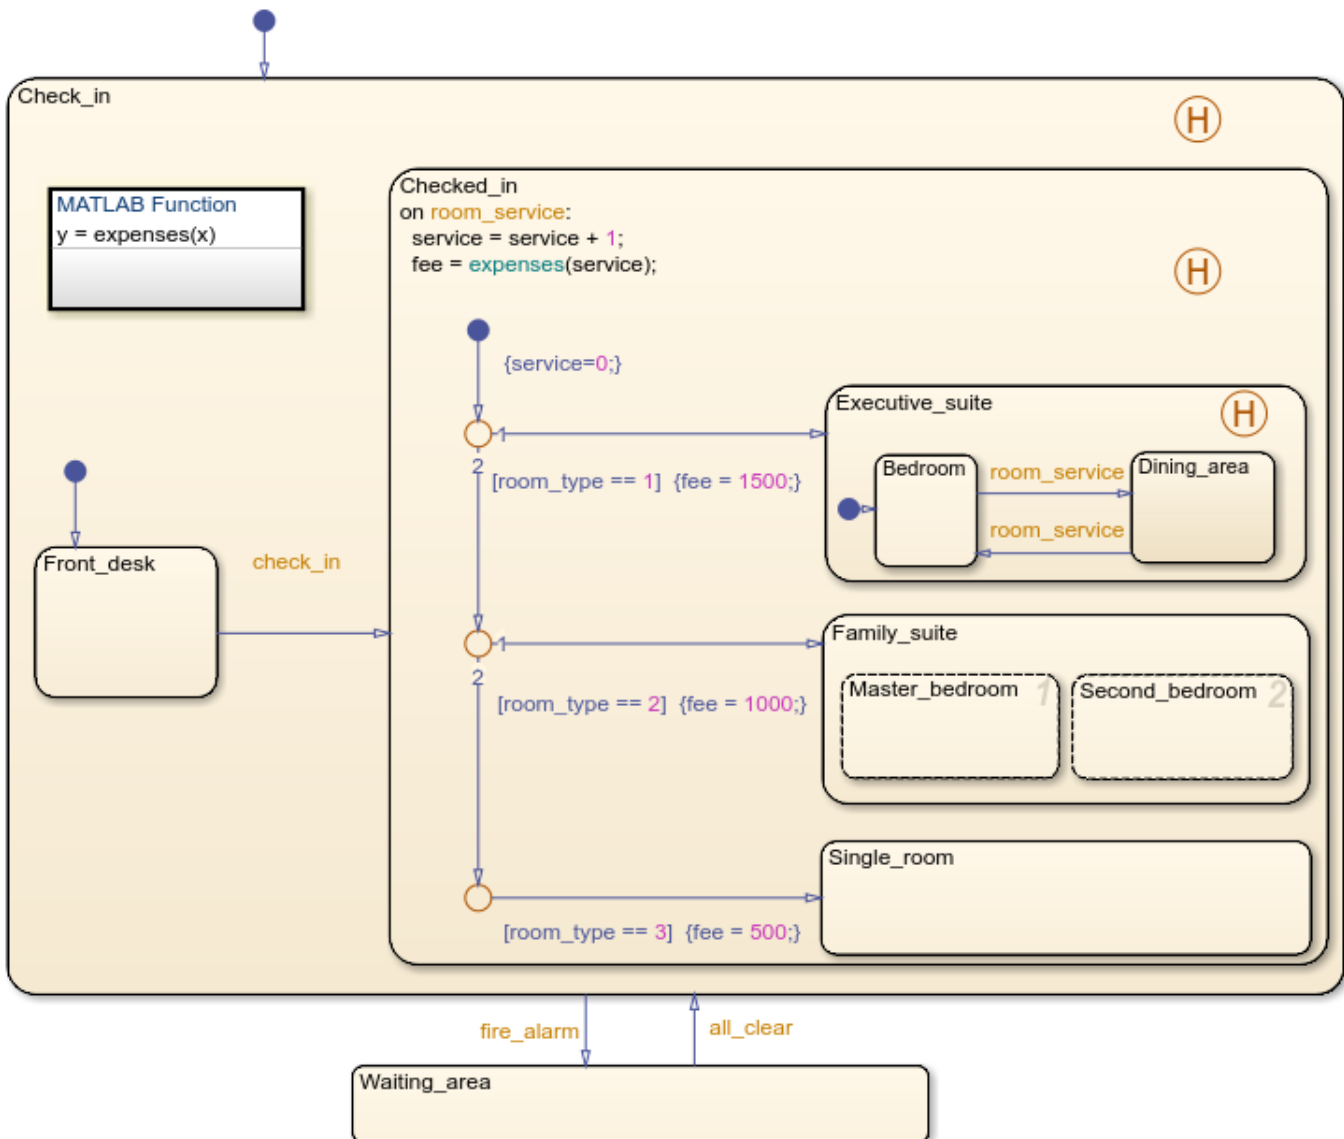 Check_in
H
MATLAB Function
y = expenses(x)
Checked_in
on room_service:
service = service + 1;
fee = expenses(service);
H
{service=0;}
Executive_suite
H
1
2
[room_type == 1] {fee = 1500;}
Bedroom
room_service
Dining_area
room_service
Front_desk
check_in
Family_suite
1
2
[room_type == 2] {fee = 1000;}
Master_bedroom 1
Second_bedroom 2
Single_room
[room_type == 3] {fee = 500;}
fire_alarm
all_clear
Waiting_area